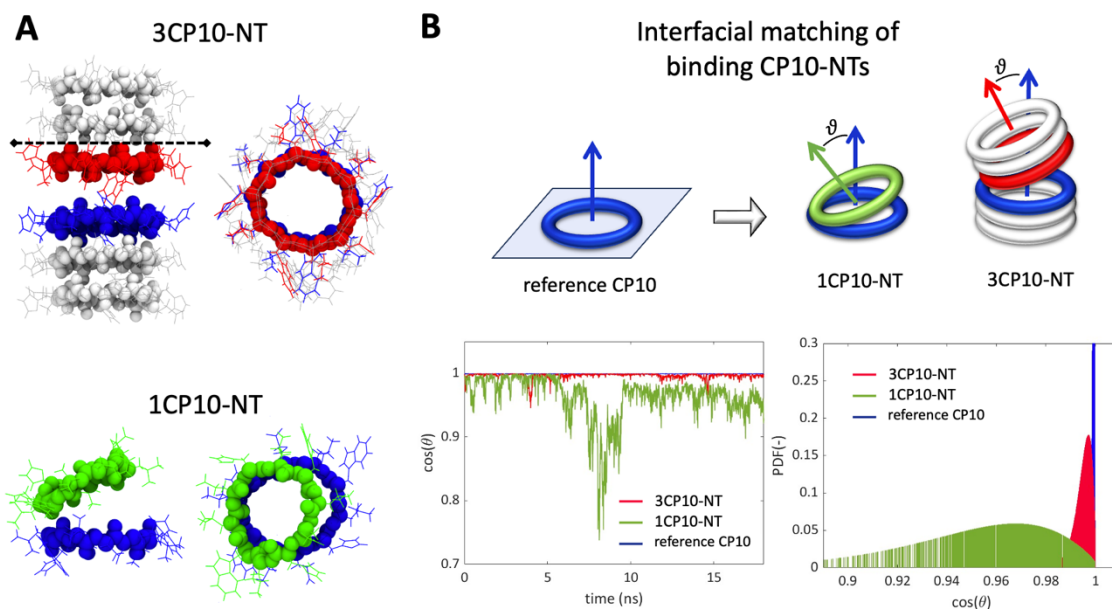 A
3CP10-NT
1CP10-NT
B
Interfacial matching of
binding CP10-NTs
ϑ
ϑ
reference CP10
1CP10-NT
3CP10-NT
1
0.9
0.8
0.7
cos(θ)
3CP10-NT
1CP10-NT
reference CP10
0
5
10
15
time (ns)
0.3
0.25
0.2
0.15
0.1
0.05
0
PDF(-)
3CP10-NT
1CP10-NT
reference CP10
0.9
0.92
0.94
0.96
0.98
1
cos(θ)